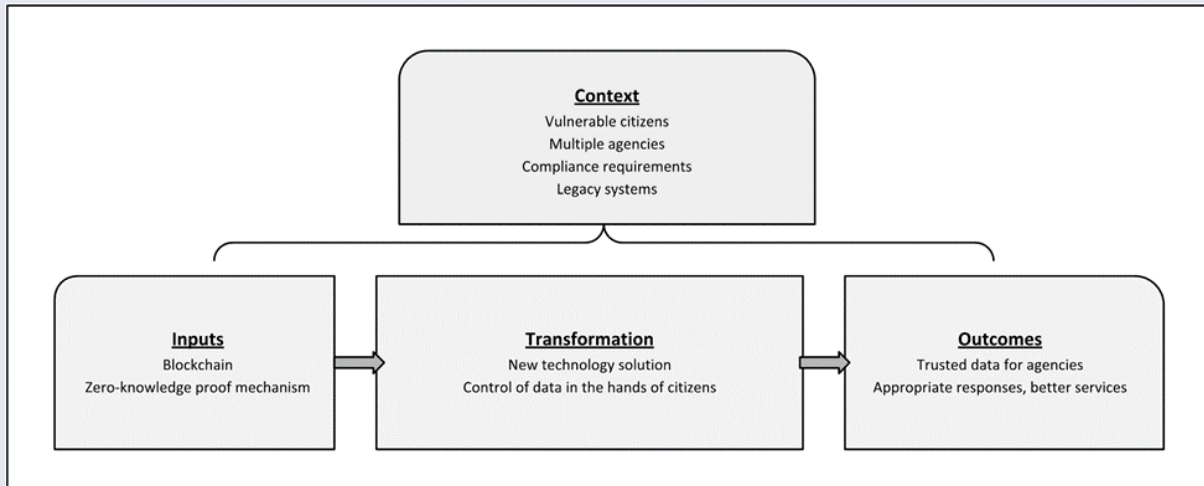 Context
Vulnerable citizens
Multiple agencies
Compliance requirements
Legacy systems
Inputs
Blockchain
Zero-knowledge proof mechanism
Transformation
New technology solution
Control of data in the hands of citizens
Outcomes
Trusted data for agencies
Appropriate responses, better services